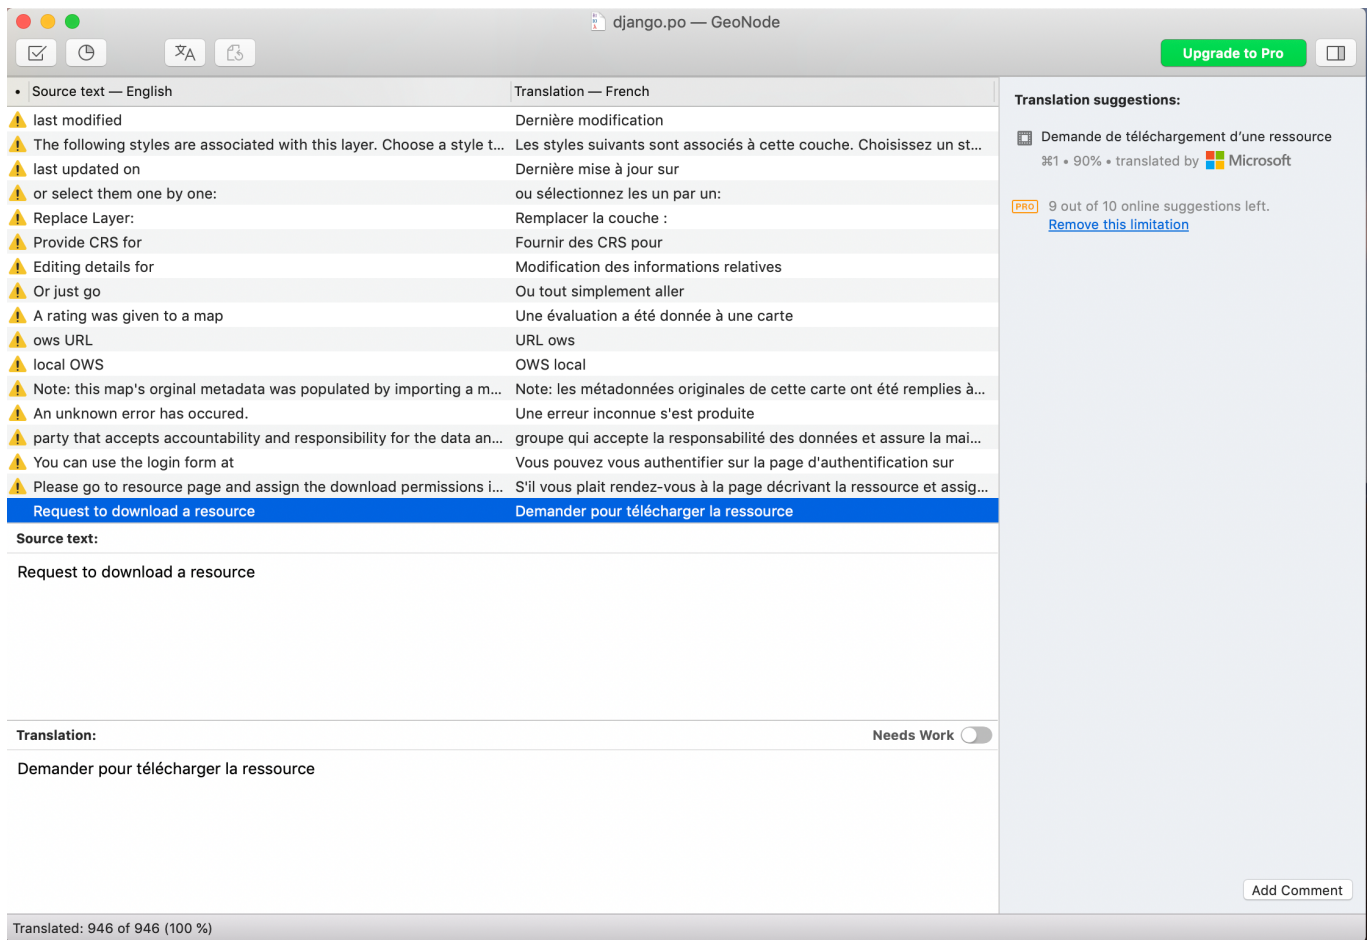 django.po — GeoNode
Upgrade to Pro
• Source text — English Translation — French
last modified Dernière modification
The following styles are associated with this layer. Choose a style t... Les styles suivants sont associés à cette couche. Choisissez un st...
last updated on Dernière mise à jour sur
or select them one by one: ou sélectionnez les un par un:
Replace Layer: Remplacer la couche :
Provide CRS for Fournir des CRS pour
Editing details for Modification des informations relatives
Or just go Ou tout simplement aller
A rating was given to a map Une évaluation a été donnée à une carte
ows URL URL ows
local OWS OWS local
Note: this map's orginal metadata was populated by importing a m... Note: les métadonnées originales de cette carte ont été remplies à...
An unknown error has occured. Une erreur inconnue s'est produite
party that accepts accountability and responsibility for the data an... groupe qui accepte la responsabilité des données et assure la mai...
You can use the login form at Vous pouvez vous authentifier sur la page d'authentification sur
Please go to resource page and assign the download permissions i... S'il vous plait rendez-vous à la page décrivant la ressource et assig...
Request to download a resource Demander pour télécharger la ressource
Source text:
Request to download a resource
Translation: Needs Work
Demander pour télécharger la ressource
Translated: 946 of 946 (100 %)
Translation suggestions:
Demande de téléchargement d’une ressource
⌘1 • 90% • translated by Microsoft
PRO 9 out of 10 online suggestions left.
Remove this limitation
Add Comment